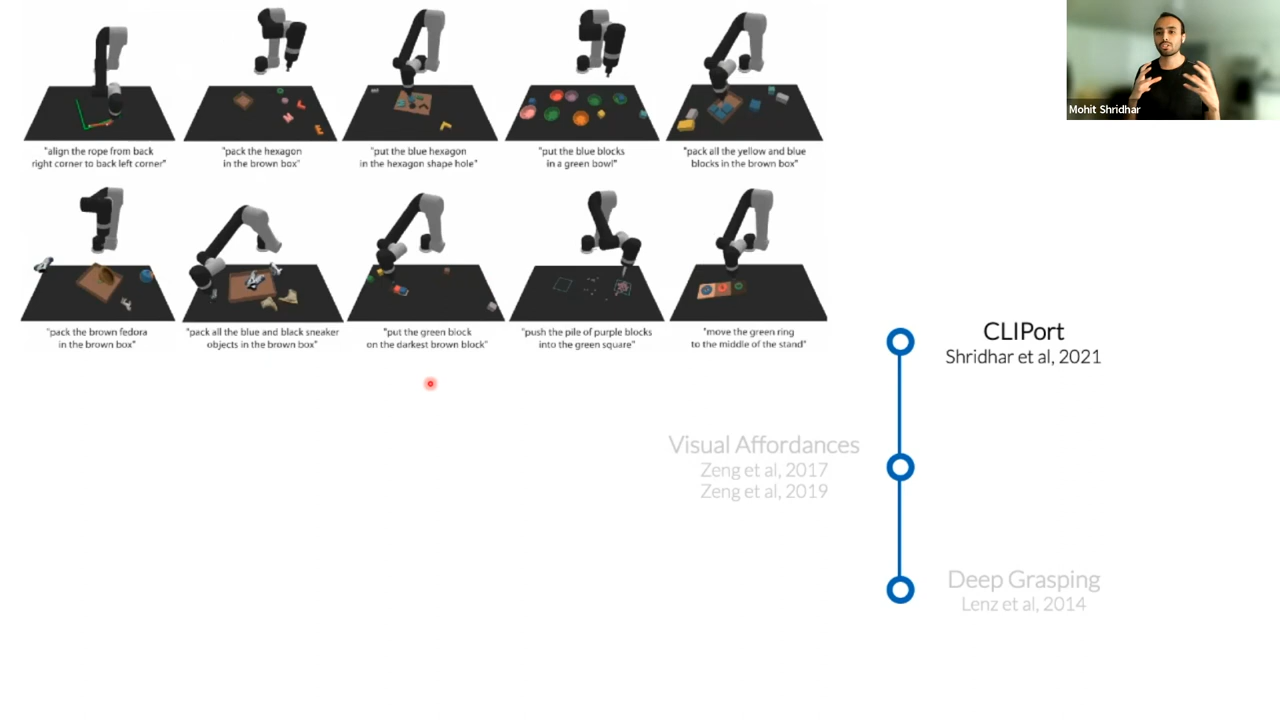 Mohit Shridhar
"align the rope from back
right corner to back left corner"
"pack the hexagon
in the brown box"
"put the blue hexagon
in the hexagon shape hole"
"put the blue blocks
in a green bowl"
"pack all the yellow and blue
blocks in the brown box"
"pack the brown fedora
in the brown box"
"pack all the blue and black sneaker
objects in the brown box"
"put the green block
on the darkest brown block"
"push the pile of purple blocks
into the green square"
"move the green ring
to the middle of the stand"
CLIPort
Shridhar et al, 2021
Visual Affordances
Zeng et al, 2017
Zeng et al, 2019
Deep Grasping
Lenz et al, 2014